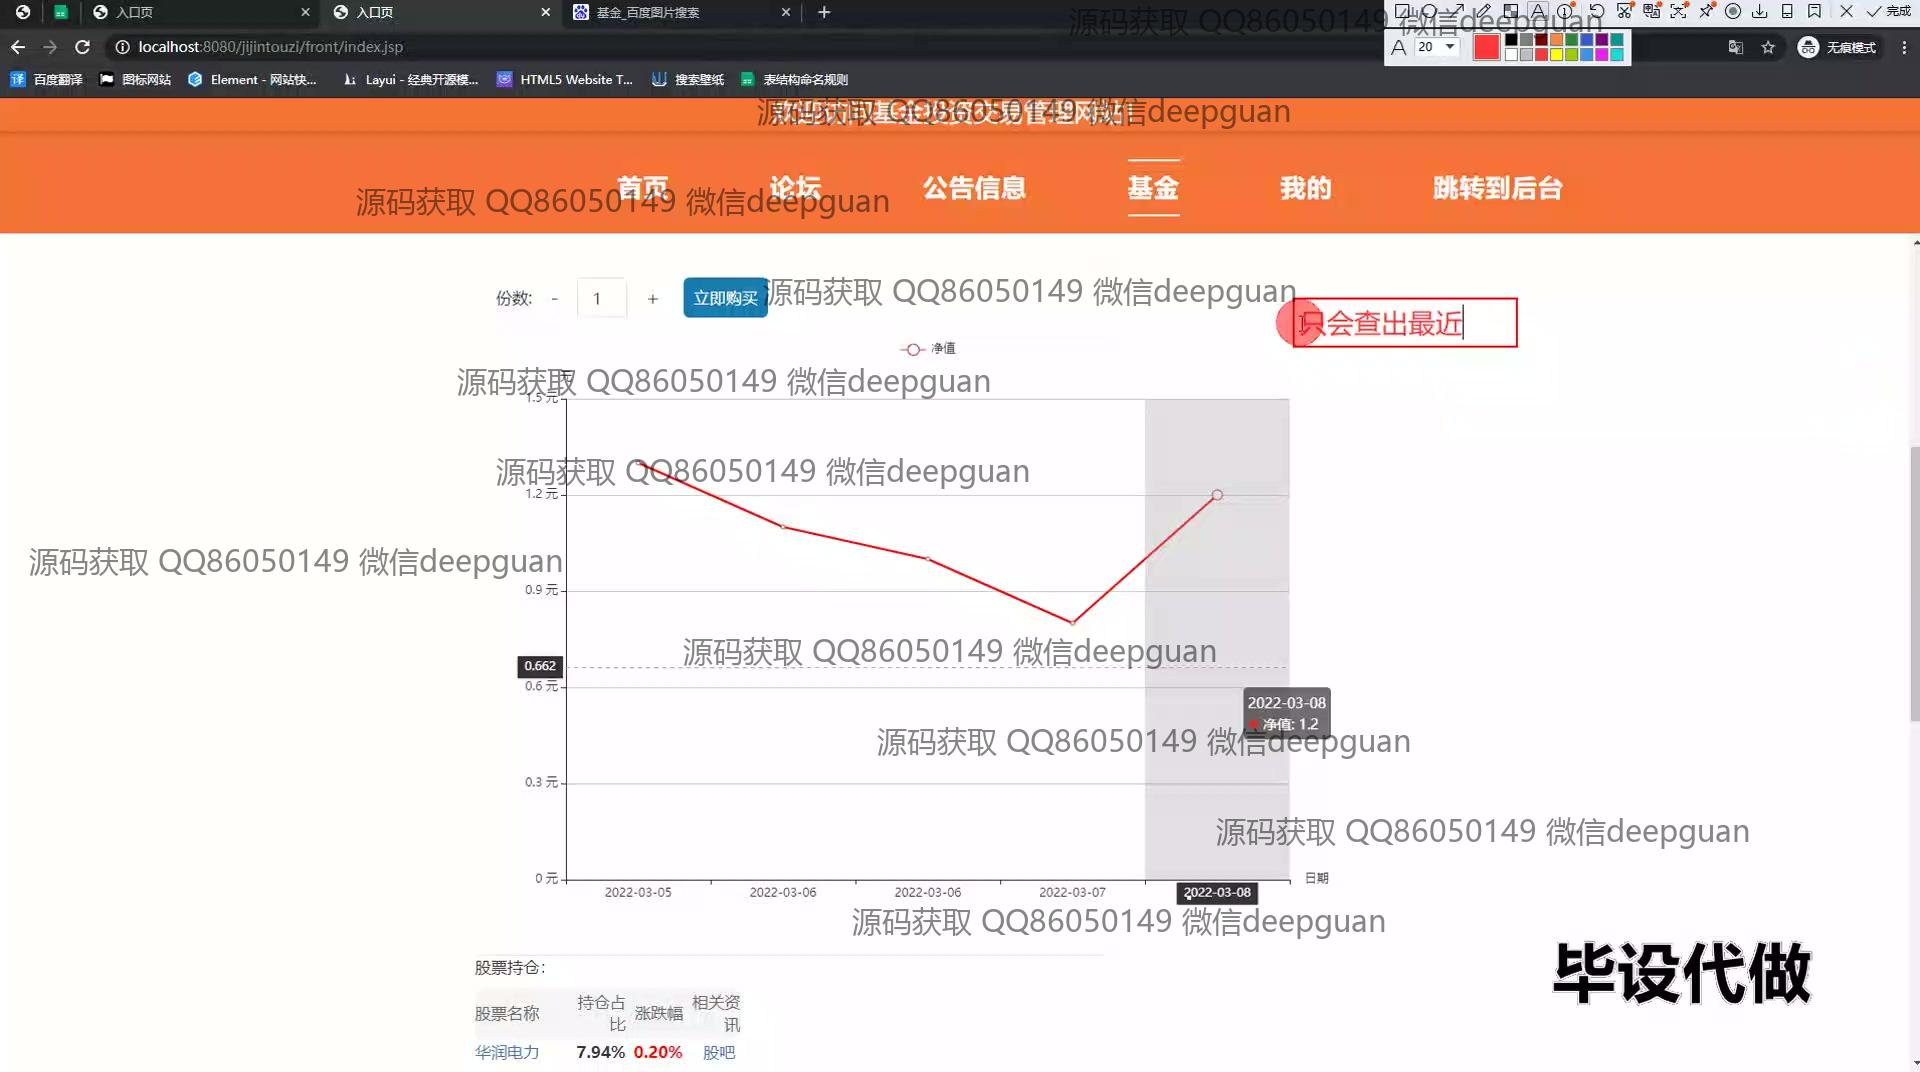 入口页
入口页
基金_百度图片搜索
完成
localhost:8080/jijintouzi/front/index.jsp
A 20
无痕模式
百度翻译 图标网站 Element - 网站快... Layui - 经典开源模... HTML5 Website T... 搜索壁纸 表结构命名规则
源码获取 QQ86050149 微信deepguan
欢迎访问基金投资交易管理网站
源码获取 QQ86050149 微信deepguan
首页 论坛 公告信息 基金 我的 跳转到后台
源码获取 QQ86050149 微信deepguan
份数: - 1 + 立即购买
源码获取 QQ86050149 微信deepguan
只会查出最近
净值
源码获取 QQ86050149 微信deepguan
1.5 元
源码获取 QQ86050149 微信deepguan
1.2 元
源码获取 QQ86050149 微信deepguan
0.9 元
源码获取 QQ86050149 微信deepguan
0.662
0.6 元
2022-03-08
净值: 1.2
源码获取 QQ86050149 微信deepguan
0.3 元
源码获取 QQ86050149 微信deepguan
0 元
日期
2022-03-05 2022-03-06 2022-03-06 2022-03-07 2022-03-08
源码获取 QQ86050149 微信deepguan
毕设代做
股票持仓:
股票名称 持仓占比 涨跌幅 相关资讯
华润电力 7.94% 0.20% 股吧